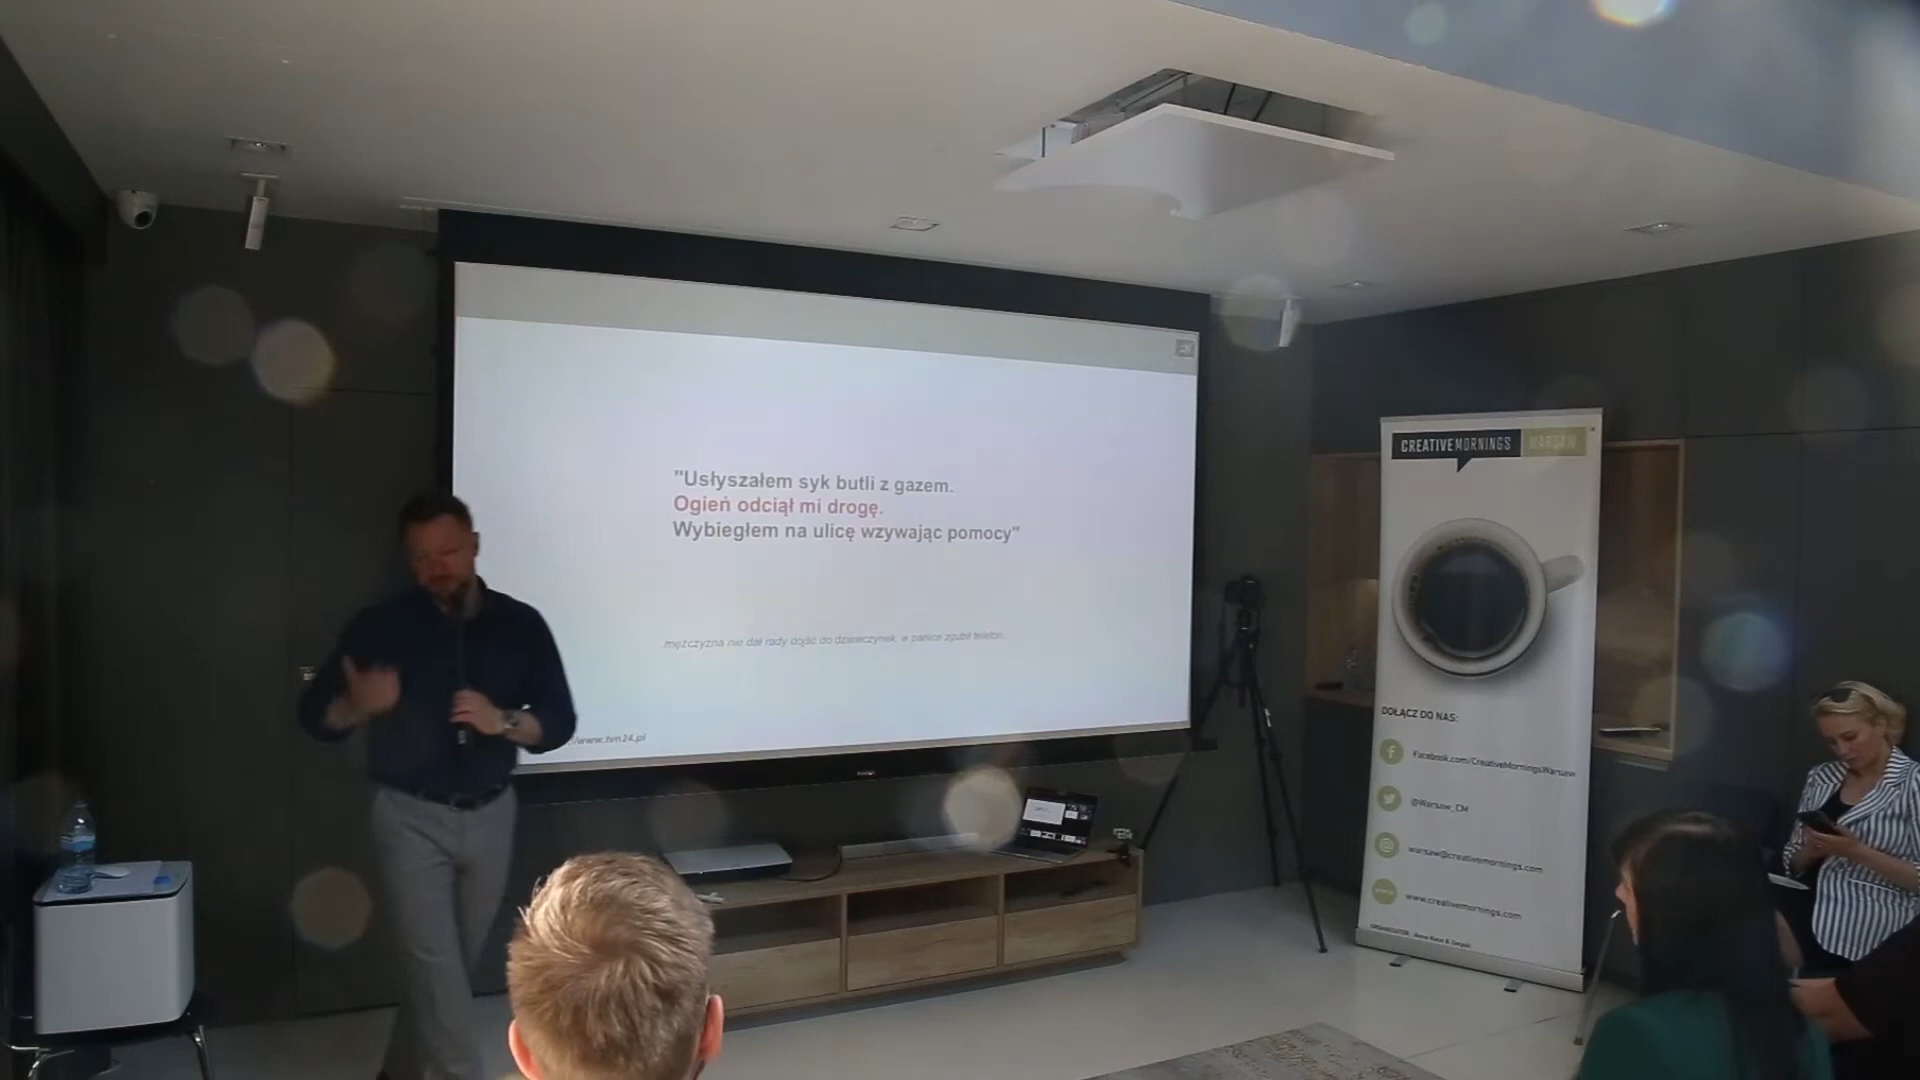 "Usłyszałem syk butli z gazem.
Ogień odciął mi drogę.
Wybiegłem na ulicę wzywając pomocy"
mężczyzna nie dał rady dojść do dziewczynek, w panice zgubił telefon.
/www.tvn24.pl
CREATIVEMORNINGS WARSAW
DOŁĄCZ DO NAS:
Facebook.com/CreativeMorningsWarsaw
@Warsaw_CM
warsaw@creativemornings.com
www.creativemornings.com